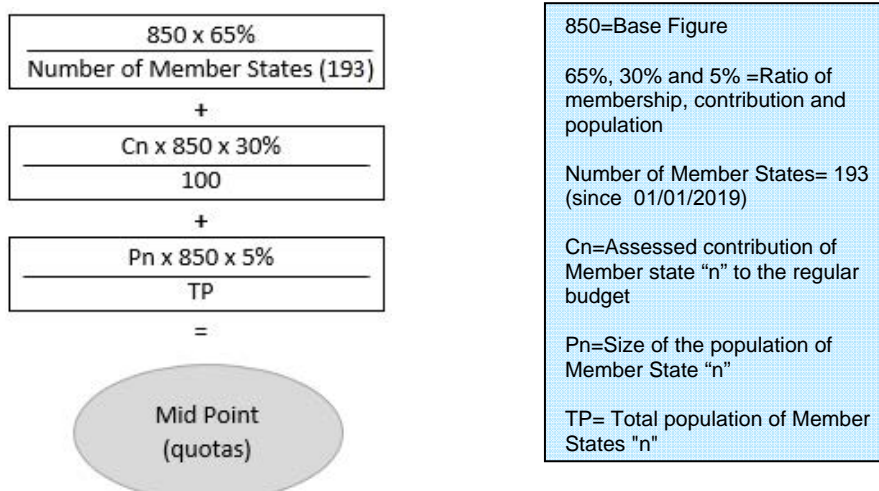 850 x 65%
Number of Member States (193)
+
Cn x 850 x 30%
100
+
Pn x 850 x 5%
TP
=
Mid Point
(quotas)
850=Base Figure
65%, 30% and 5% =Ratio of
membership, contribution and
population
Number of Member States= 193
(since 01/01/2019)
Cn=Assessed contribution of
Member state “n” to the regular
budget
Pn=Size of the population of
Member State “n”
TP= Total population of Member
States "n"